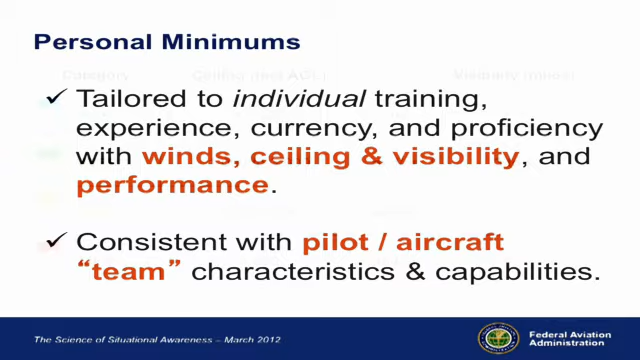 Personal Minimums
Category Ceiling (feet AGL) Visibility (miles)
✓ Tailored to individual training,
experience, currency, and proficiency
with winds, ceiling & visibility, and
performance.
✓ Consistent with pilot / aircraft
“team” characteristics & capabilities.
The Science of Situational Awareness – March 2012
Federal Aviation
Administration